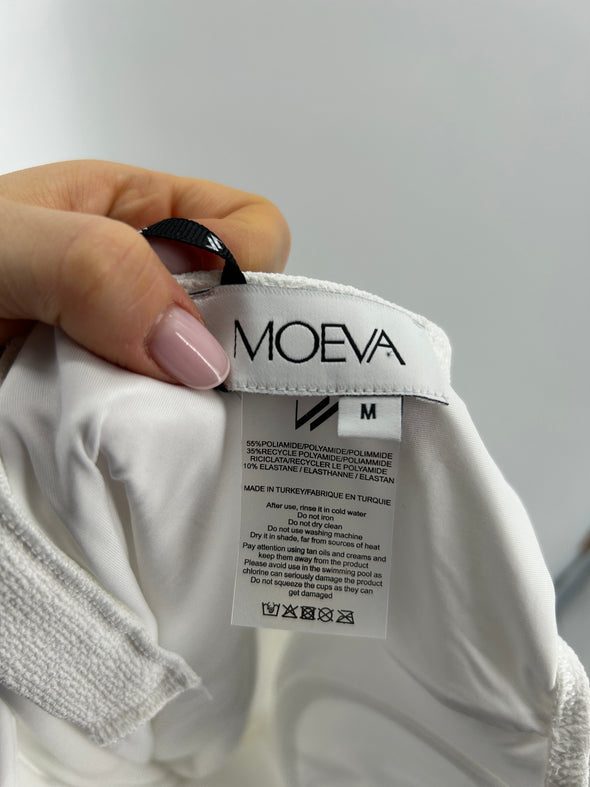 MOEVA
M
55%POLIAMIDE/POLYAMIDE/POLIMMIDE
35%RECYCLE POLYAMIDE/POLIAMMIDE
RICICLATA/RECYCLER LE POLYAMIDE
10% ELASTANE / ELASTHANNE / ELASTAN
MADE IN TURKEY/FABRIQUE EN TURQUIE
After use, rinse it in cold water
Do not iron
Do not dry clean
Do not use washing machine
Dry it in shade, far from sources of heat
Pay attention using tan oils and creams and
keep them away from the product
Please avoid use in the swimming pool as
chlorine can seriously damage the product
Do not squeeze the cups as they can
get damaged